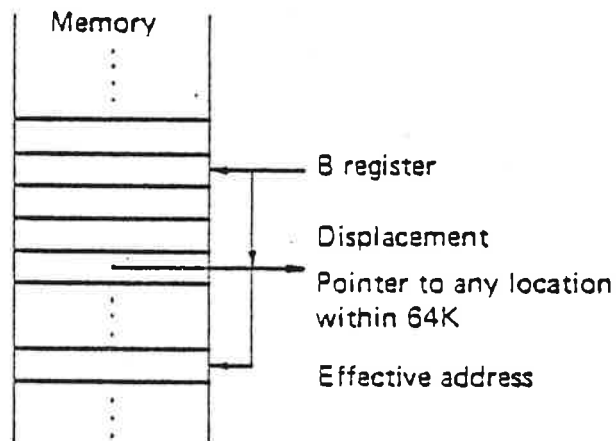 Memory
B register
Displacement
Pointer to any location
within 64K
Effective address